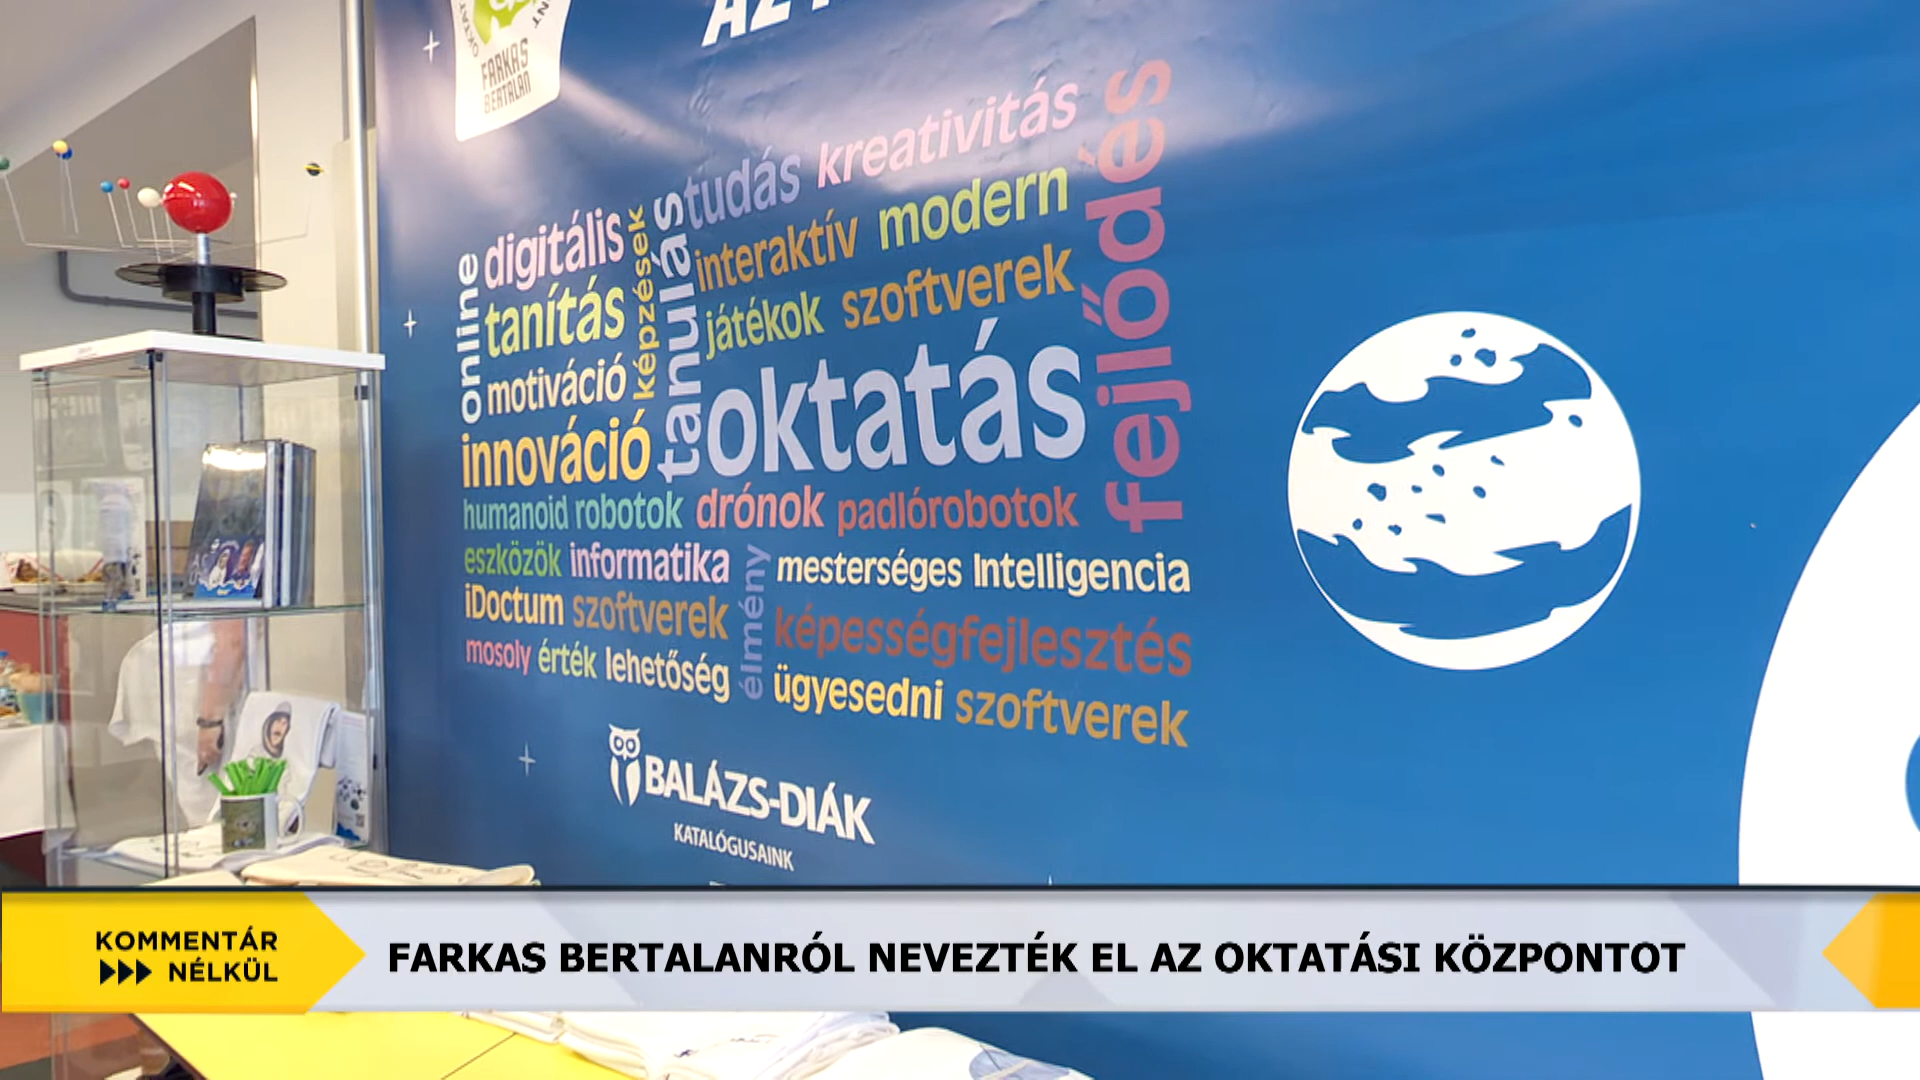 FARKAS
BERTALAN
tudás kreativitás
fejlődés
online
digitális
képzések
tanulás
interaktív modern
tanítás
játékok szoftverek
motiváció
oktatás
innováció
humanoid robotok drónok padlórobotok
eszközök informatika
élmény
mesterséges Intelligencia
iDoctum szoftverek
képességfejlesztés
mosoly érték lehetőség
ügyesedni szoftverek
BALÁZS-DIÁK
KATALÓGUSAINK
KOMMENTÁR
NÉLKÜL
FARKAS BERTALANRÓL NEVEZTÉK EL AZ OKTATÁSI KÖZPONTOT